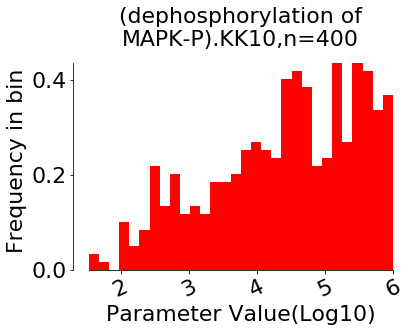 (dephosphorylation of
MAPK-P).KK10,n=400
Frequency in bin
0.4
0.2
0.0
2 3 4 5 6
Parameter Value(Log10)